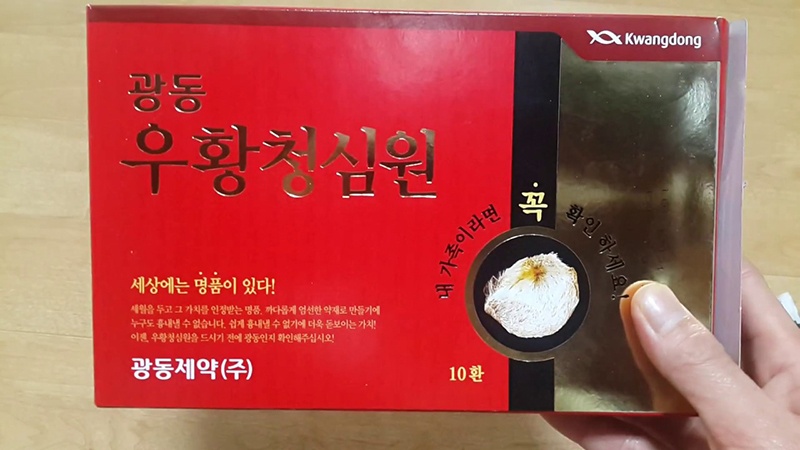 Kwangdong
광동
우황청심원
내 가족이라면 꼭 확인 하세요!
세상에는 명품이 있다!
세월을 두고 그 가치를 인정받는 명품. 까다롭게 엄선한 약재로 만들기에
누구도 흉내낼 수 없습니다. 쉽게 흉내낼 수 없기에 더욱 돋보이는 가치!
이젠, 우황청심원을 드시기 전에 광동인지 확인해주십시오!
광동제약(주)
10환